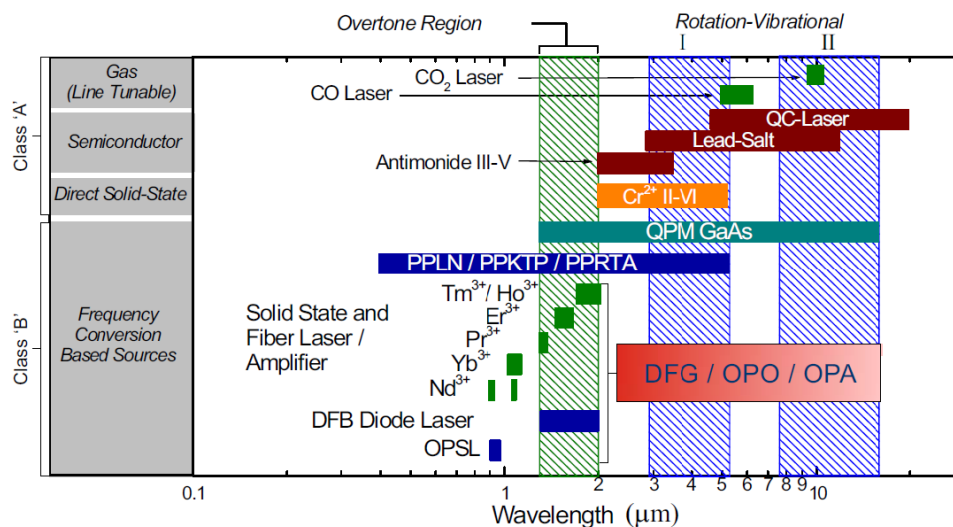 Overtone Region
Rotation-Vibrational
I
II
Class 'A'
Gas
(Line Tunable)
CO₂ Laser
CO Laser
Semiconductor
QC-Laser
Lead-Salt
Antimonide III-V
Direct Solid-State
Cr²⁺ II-VI
Class 'B'
Frequency
Conversion
Based Sources
QPM GaAs
PPLN / PPKTP / PPRTA
Solid State and
Fiber Laser /
Amplifier
Tm³⁺/ Ho³⁺
Er³⁺
Pr³⁺
Yb³⁺
Nd³⁺
DFG / OPO / OPA
DFB Diode Laser
OPSL
0.1 1 2 3 4 5 6 7 8 9 10
Wavelength (μm)